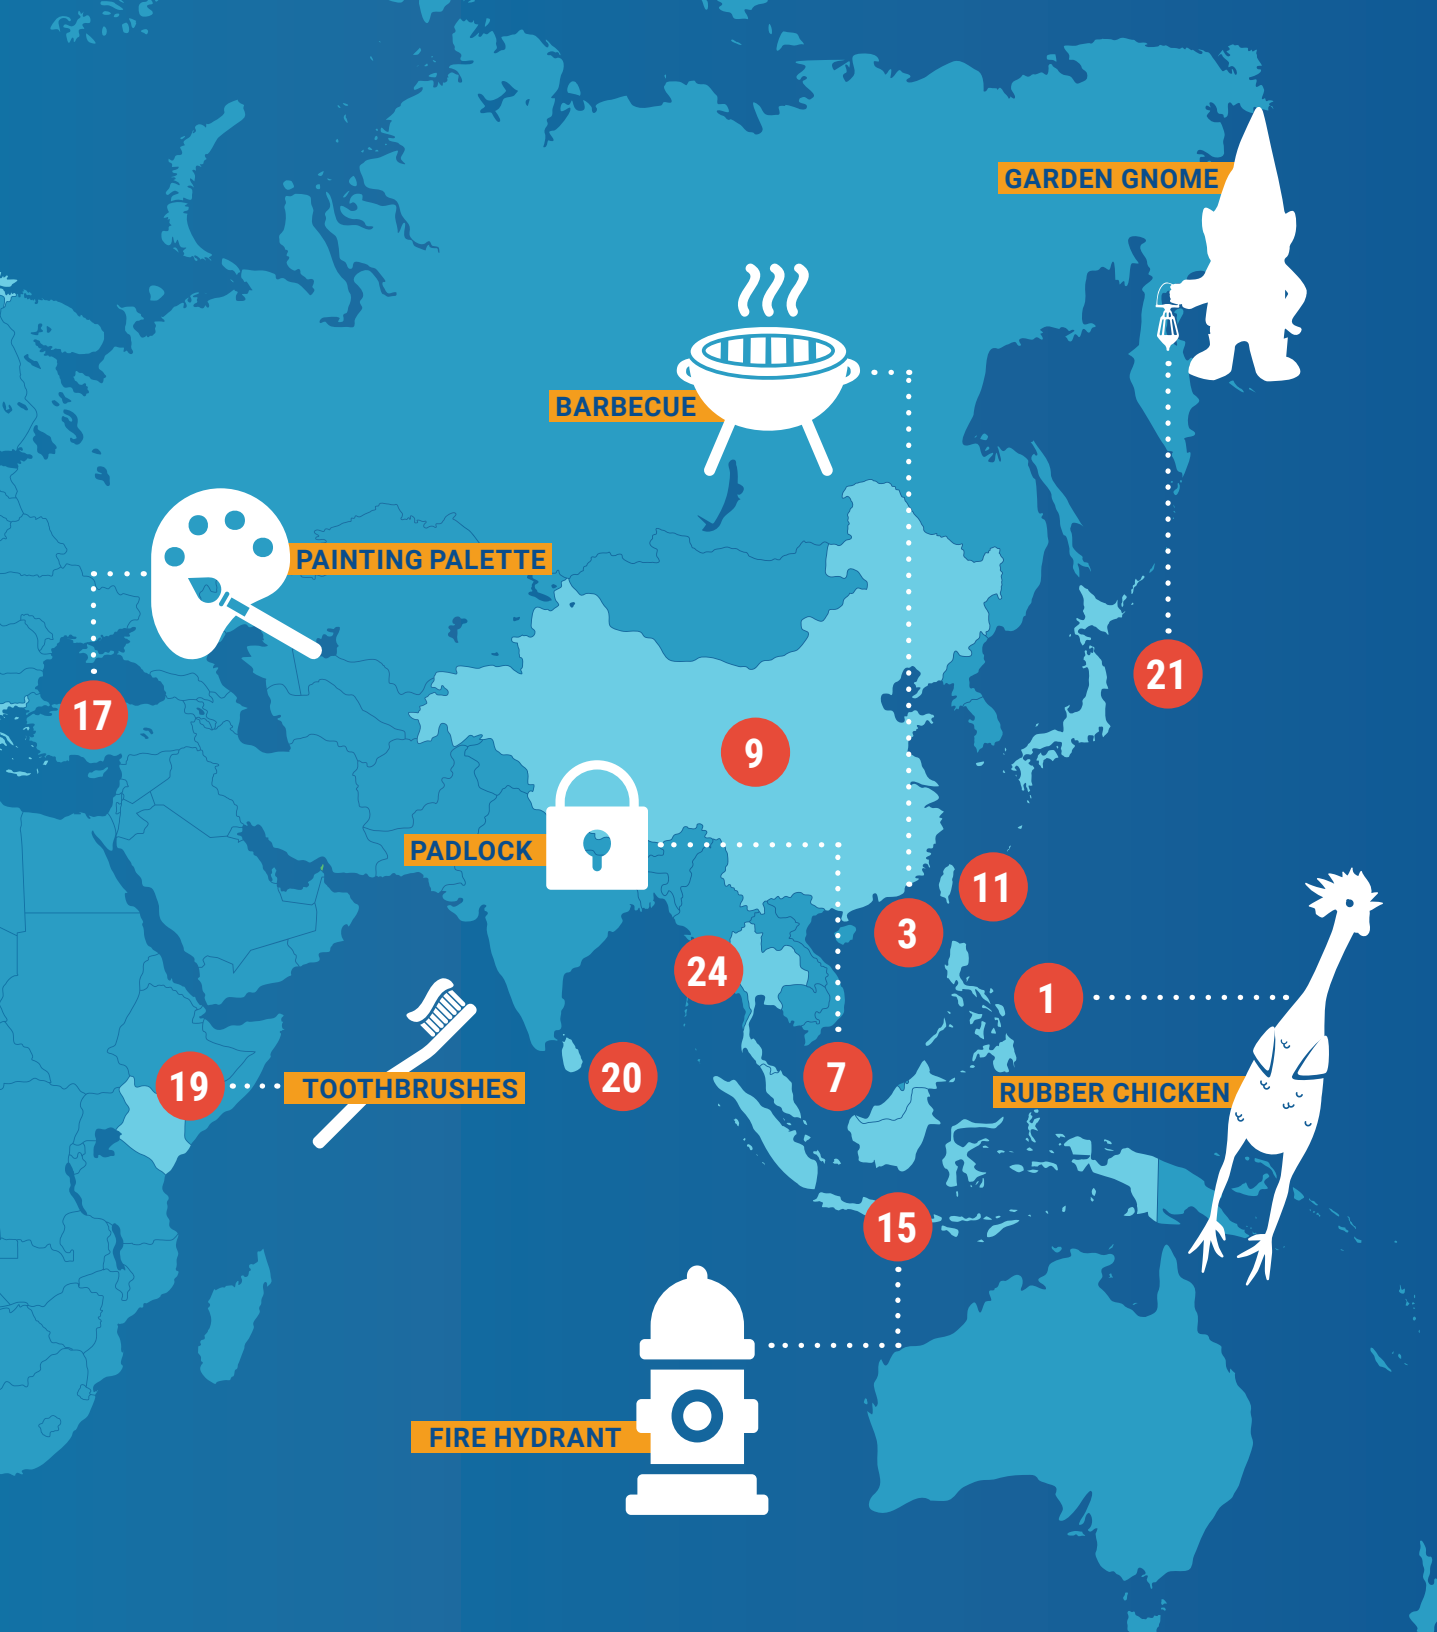 GARDEN GNOME
BARBECUE
PAINTING PALETTE
21
17
9
PADLOCK
11
3
24
1
20
7
19
TOOTHBRUSHES
RUBBER CHICKEN
15
FIRE HYDRANT